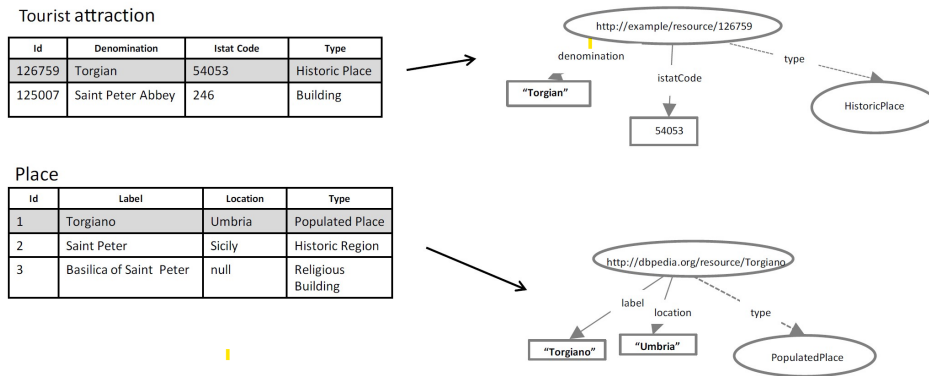 Tourist attraction
Id Denomination Istat Code Type
126759 Torgian 54053 Historic Place
125007 Saint Peter Abbey 246 Building
http://example/resource/126759
denomination
istatCode
type
“Torgian”
54053
HistoricPlace
Place
Id Label Location Type
1 Torgiano Umbria Populated Place
2 Saint Peter Sicily Historic Region
3 Basilica of Saint Peter null Religious
Building
http://dbpedia.org/resource/Torgiano
label
location
type
“Torgiano”
“Umbria”
PopulatedPlace